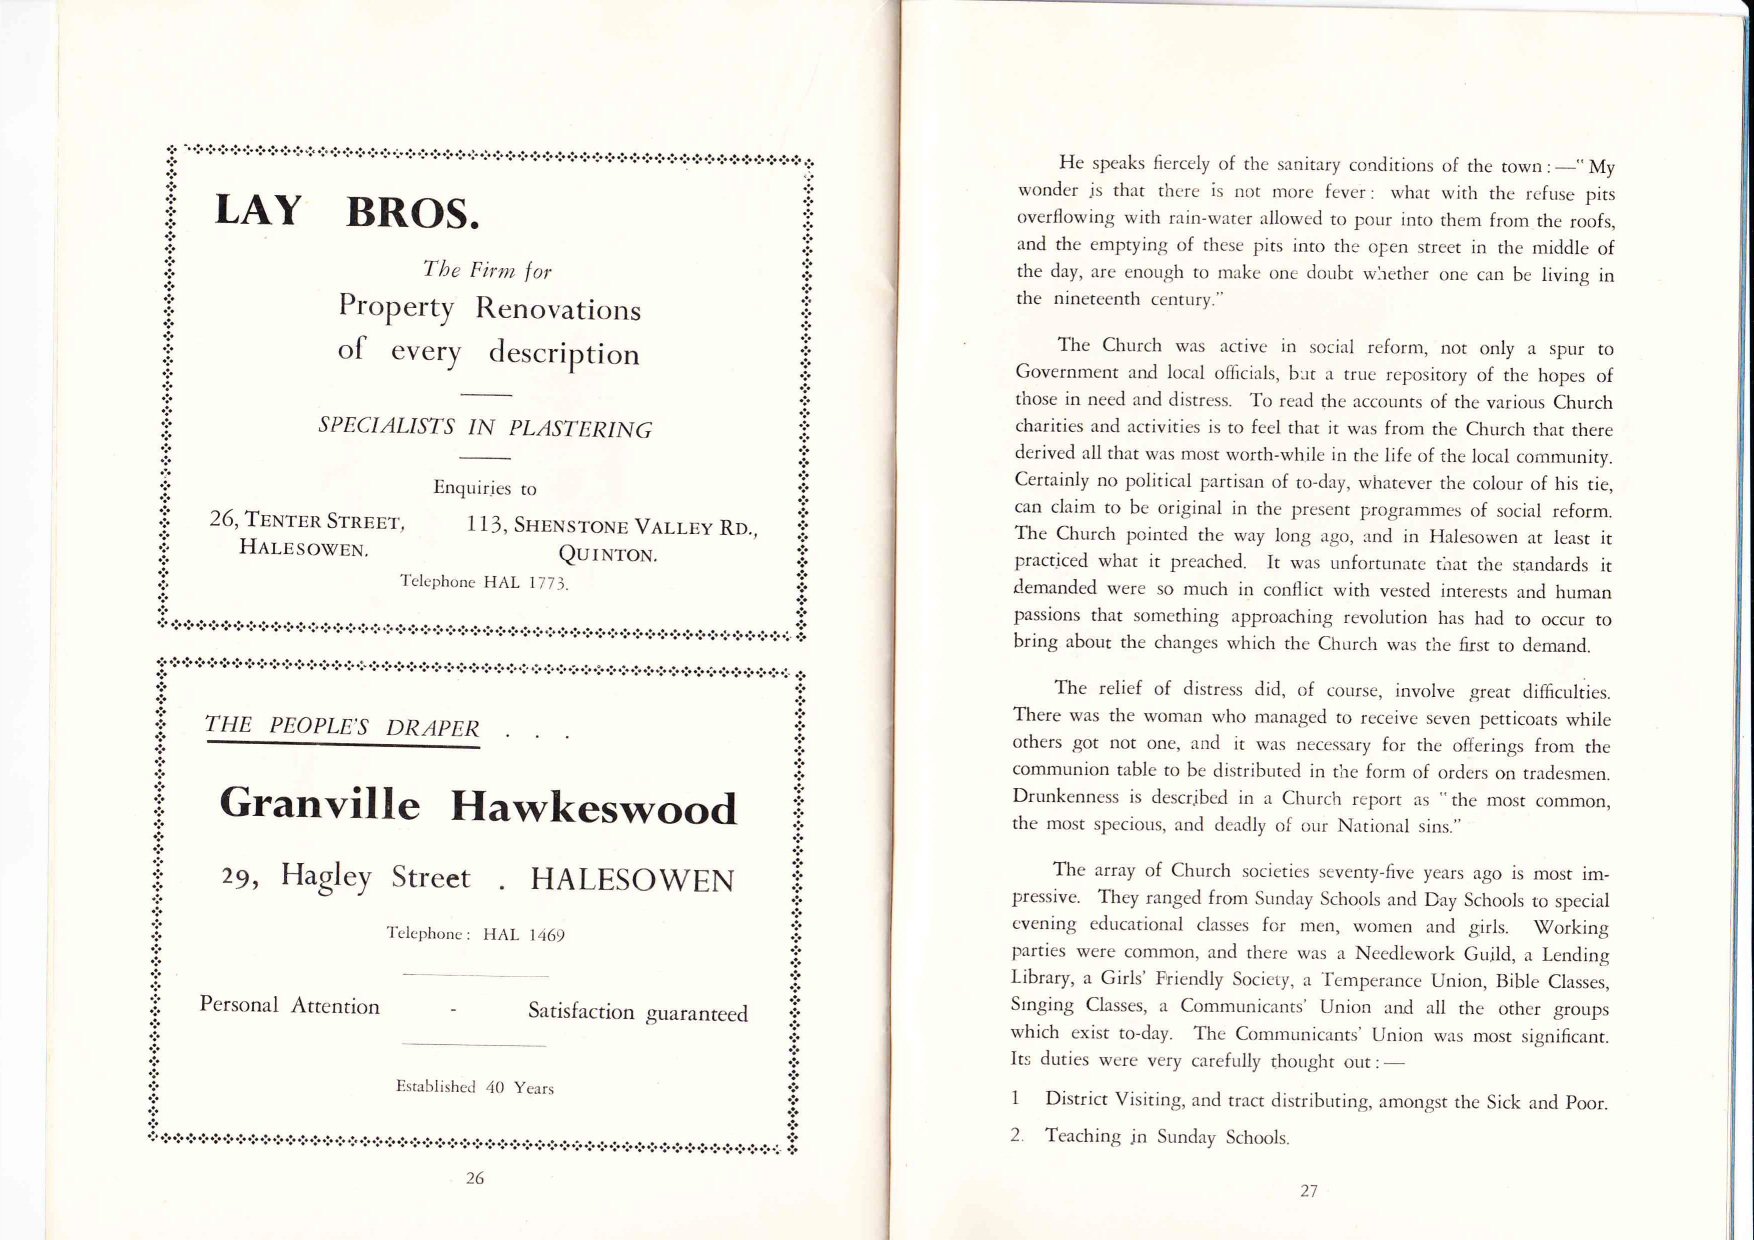 LAY BROS.
The Firm for
Property Renovations
of every description
SPECIALISTS IN PLASTERING
Enquiries to
26, TENTER STREET, 113, SHENSTONE VALLEY RD.,
HALESOWEN. QUINTON.
Telephone HAL 1773.
THE PEOPLE'S DRAPER . . .
Granville Hawkeswood
29, Hagley Street . HALESOWEN
Telephone: HAL 1469
Personal Attention - Satisfaction guaranteed
Established 40 Years
26
He speaks fiercely of the sanitary conditions of the town:—"My
wonder is that there is not more fever: what with the refuse pits
overflowing with rain-water allowed to pour into them from the roofs,
and the emptying of these pits into the open street in the middle of
the day, are enough to make one doubt whether one can be living in
the nineteenth century."
The Church was active in social reform, not only a spur to
Government and local officials, but a true repository of the hopes of
those in need and distress. To read the accounts of the various Church
charities and activities is to feel that it was from the Church that there
derived all that was most worth-while in the life of the local community.
Certainly no political partisan of to-day, whatever the colour of his tie,
can claim to be original in the present programmes of social reform.
The Church pointed the way long ago, and in Halesowen at least it
practiced what it preached. It was unfortunate that the standards it
demanded were so much in conflict with vested interests and human
passions that something approaching revolution has had to occur to
bring about the changes which the Church was the first to demand.
The relief of distress did, of course, involve great difficulties.
There was the woman who managed to receive seven petticoats while
others got not one, and it was necessary for the offerings from the
communion table to be distributed in the form of orders on tradesmen.
Drunkenness is described in a Church report as "the most common,
the most specious, and deadly of our National sins."
The array of Church societies seventy-five years ago is most im-
pressive. They ranged from Sunday Schools and Day Schools to special
evening educational classes for men, women and girls. Working
parties were common, and there was a Needlework Guild, a Lending
Library, a Girls' Friendly Society, a Temperance Union, Bible Classes,
Singing Classes, a Communicants' Union and all the other groups
which exist to-day. The Communicants' Union was most significant.
Its duties were very carefully thought out:—
1 District Visiting, and tract distributing, amongst the Sick and Poor.
2. Teaching in Sunday Schools.
27